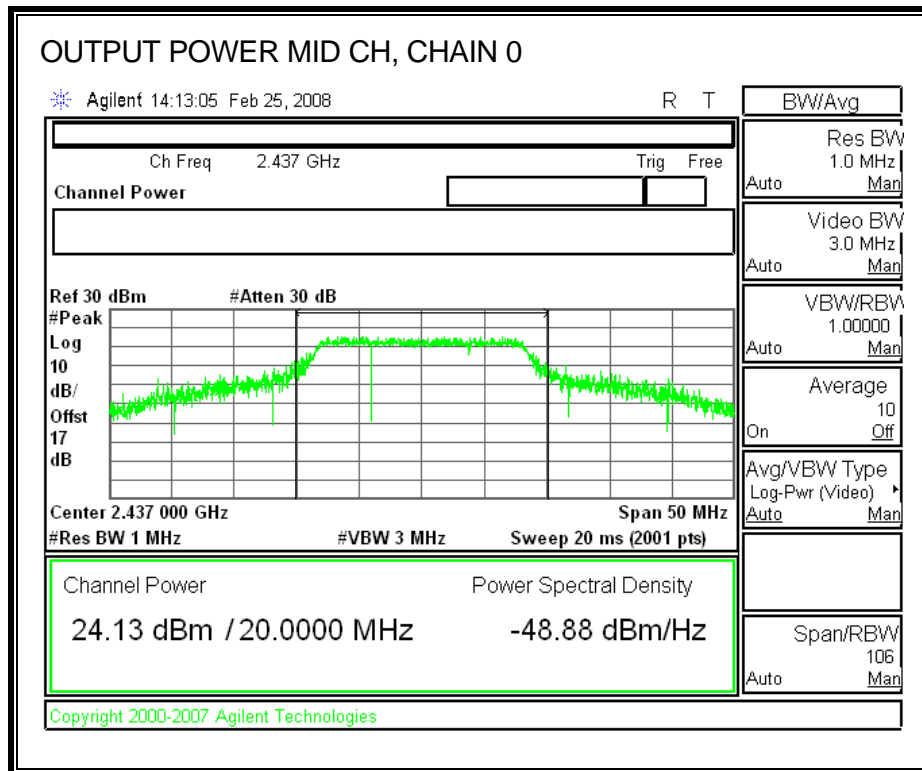 OUTPUT POWER MID CH, CHAIN 0
Agilent 14:13:05 Feb 25, 2008 R T
BW/Avg
Ch Freq 2.437 GHz Trig Free
Channel Power
Res BW
1.0 MHz
Auto Man
Video BW
3.0 MHz
Auto Man
VBW/RBW
1.00000
Auto Man
Average
10
On Off
Avg/VBW Type
Log-Pwr (Video)
Auto Man
Span/RBW
106
Auto Man
Ref 30 dBm #Atten 30 dB
#Peak
Log
10
dB/
Offst
17
dB
Center 2.437 000 GHz Span 50 MHz
#Res BW 1 MHz #VBW 3 MHz Sweep 20 ms (2001 pts)
Channel Power Power Spectral Density
24.13 dBm / 20.0000 MHz -48.88 dBm/Hz
Copyright 2000-2007 Agilent Technologies